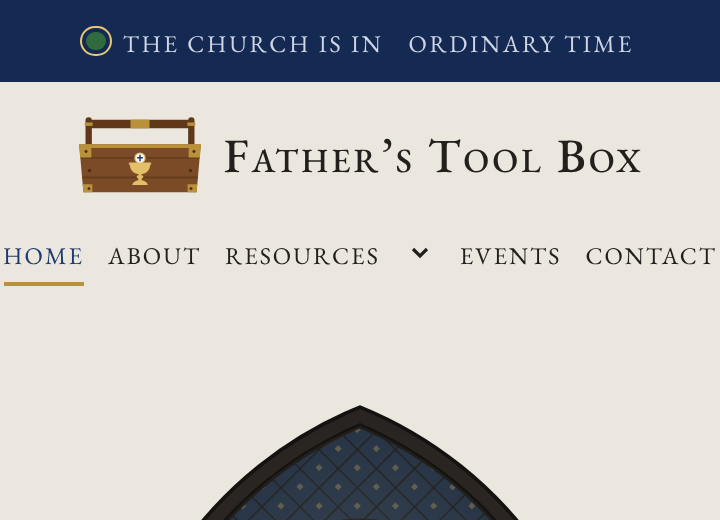 THE CHURCH IS IN ORDINARY TIME
Father’s Tool Box
HOME ABOUT RESOURCES EVENTS CONTACT